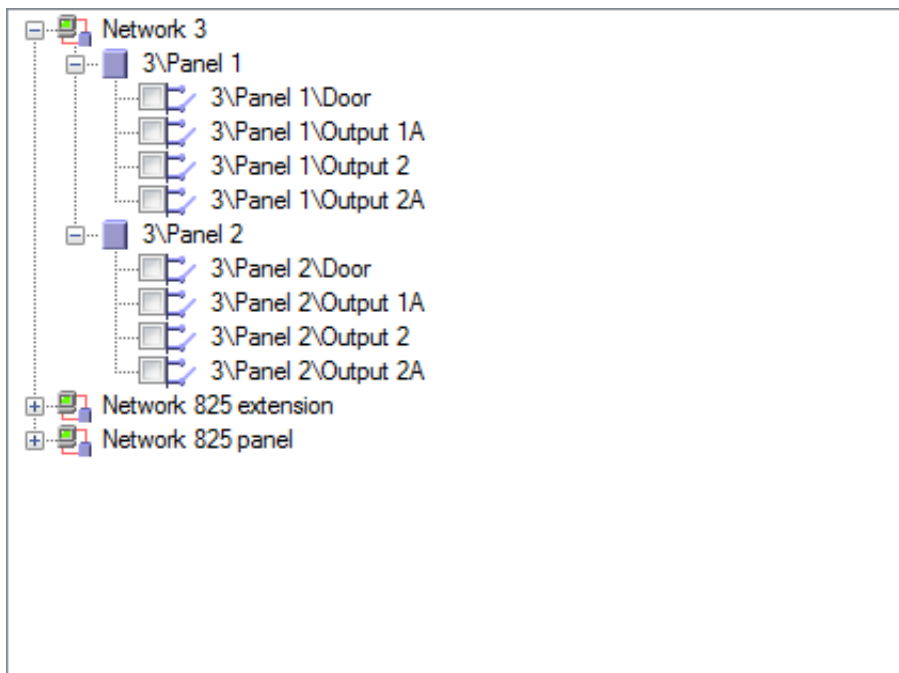 Network 3
3\Panel 1
3\Panel 1\Door
3\Panel 1\Output 1A
3\Panel 1\Output 2
3\Panel 1\Output 2A
3\Panel 2
3\Panel 2\Door
3\Panel 2\Output 1A
3\Panel 2\Output 2
3\Panel 2\Output 2A
Network 825 extension
Network 825 panel